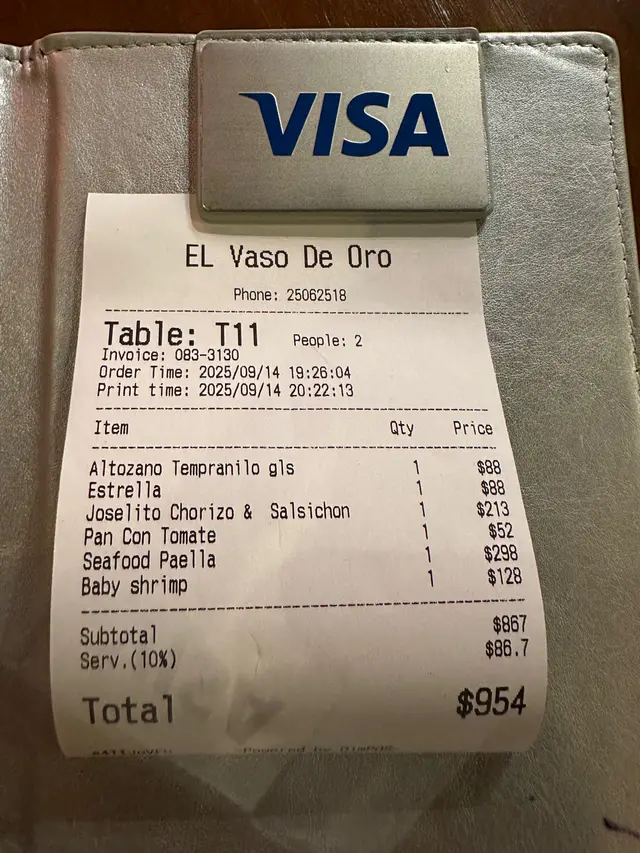 VISA
EL Vaso De Oro
Phone: 25062518
Table: T11 People: 2
Invoice: 083-3130
Order Time: 2025/09/14 19:26:04
Print time: 2025/09/14 20:22:13
Item Qty Price
Altozano Tempranilo gls 1 $88
Estrella 1 $88
Joselito Chorizo & Salsichon 1 $213
Pan Con Tomate 1 $52
Seafood Paella 1 $298
Baby shrimp 1 $128
Subtotal $867
Serv.(10%) $86.7
Total $954
Powered by